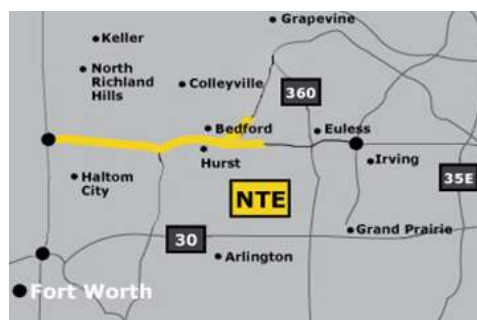 Grapevine
Keller
North
Richland
Hills
Colleyville
360
Bedford
Euless
Hurst
Irving
Haltom
City
35E
NTE
Grand Prairie
30
Arlington
Fort Worth